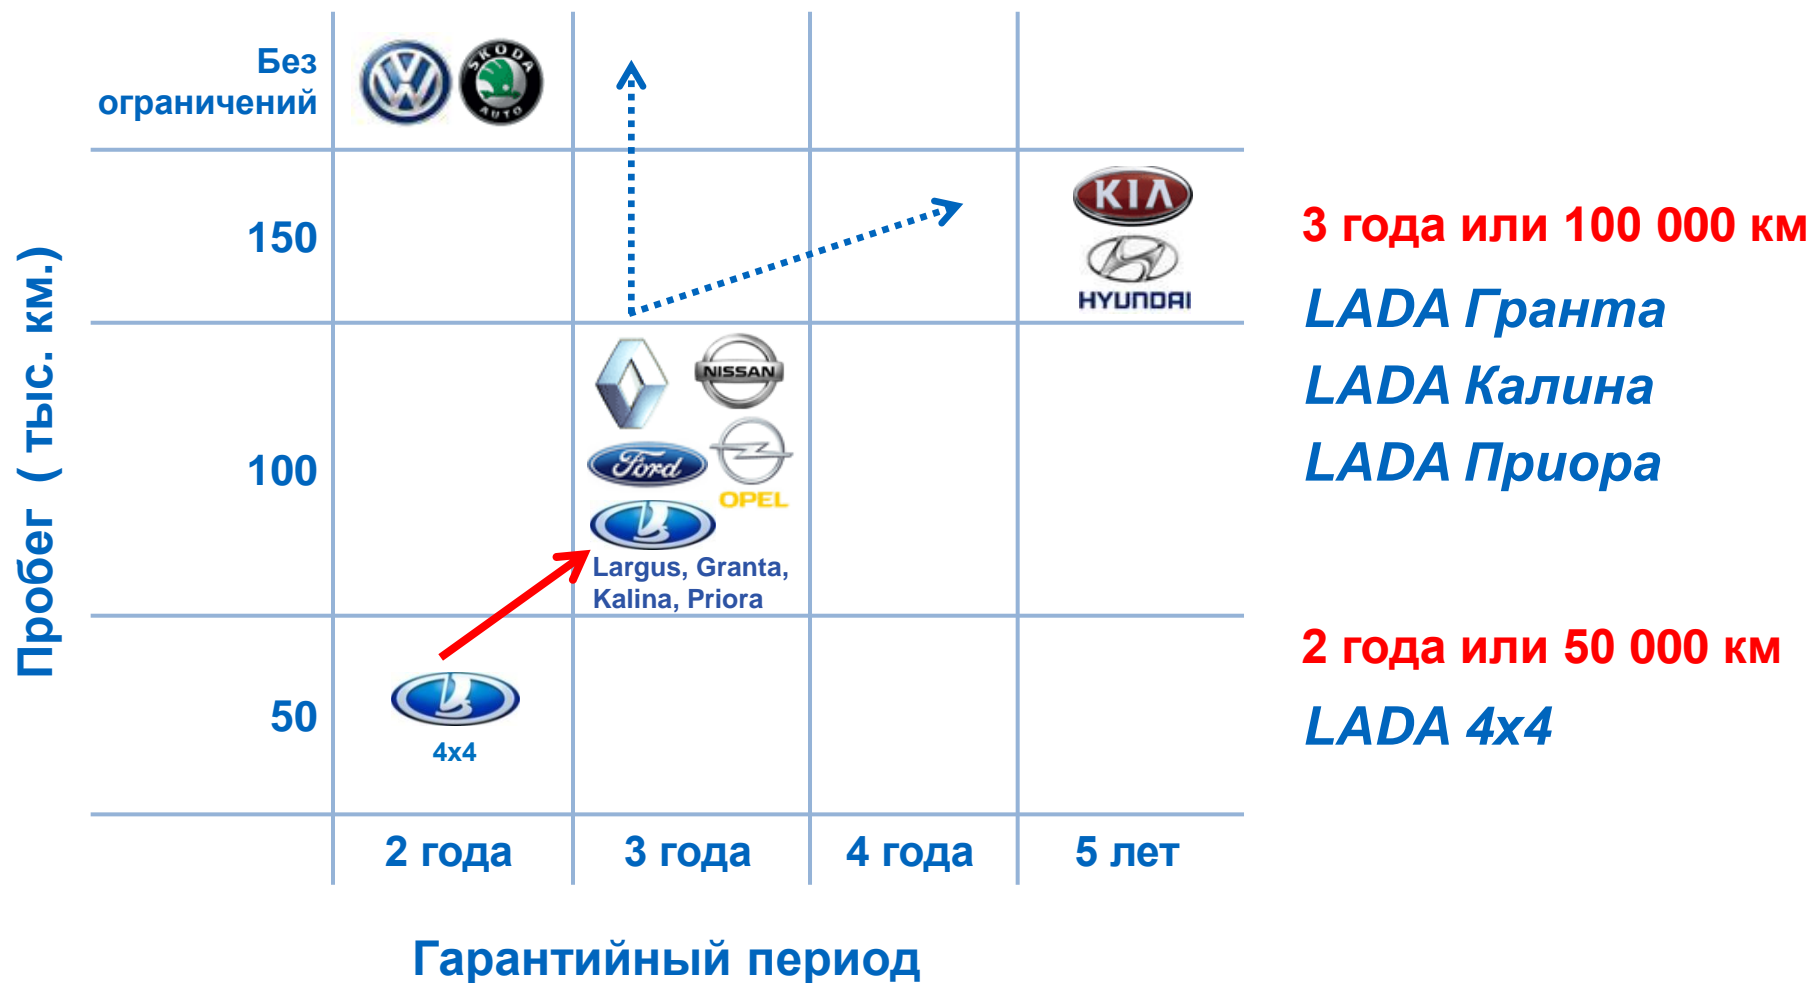 Без
ограничений
SKODA
AUTO
150
KIA
HYUNDAI
3 года или 100 000 км
LADA Гранта
LADA Калина
LADA Приора
100
NISSAN
Ford
OPEL
Largus, Granta,
Kalina, Priora
50
4x4
2 года или 50 000 км
LADA 4x4
Пробег ( тыс. км.)
2 года
3 года
4 года
5 лет
Гарантийный период